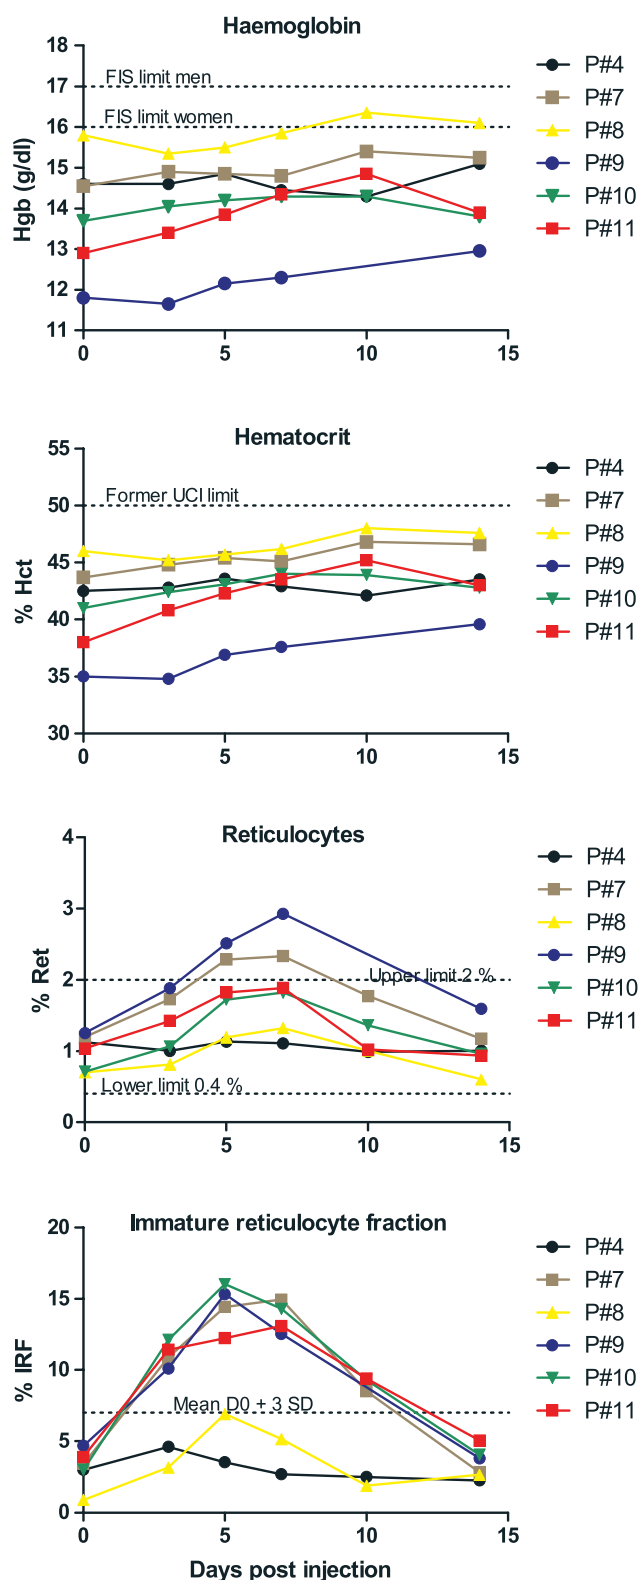 Haemoglobin
18
17
16
15
14
13
12
11
Hgb (g/dl)
FIS limit men
FIS limit women
0 5 10 15
P#4
P#7
P#8
P#9
P#10
P#11
Hematocrit
55
50
45
40
35
30
% Hct
Former UCI limit
0 5 10 15
P#4
P#7
P#8
P#9
P#10
P#11
Reticulocytes
4
3
2
1
0
% Ret
Upper limit 2 %
Lower limit 0.4 %
0 5 10 15
P#4
P#7
P#8
P#9
P#10
P#11
Immature reticulocyte fraction
20
15
10
5
0
% IRF
Mean D0 + 3 SD
0 5 10 15
Days post injection
P#4
P#7
P#8
P#9
P#10
P#11